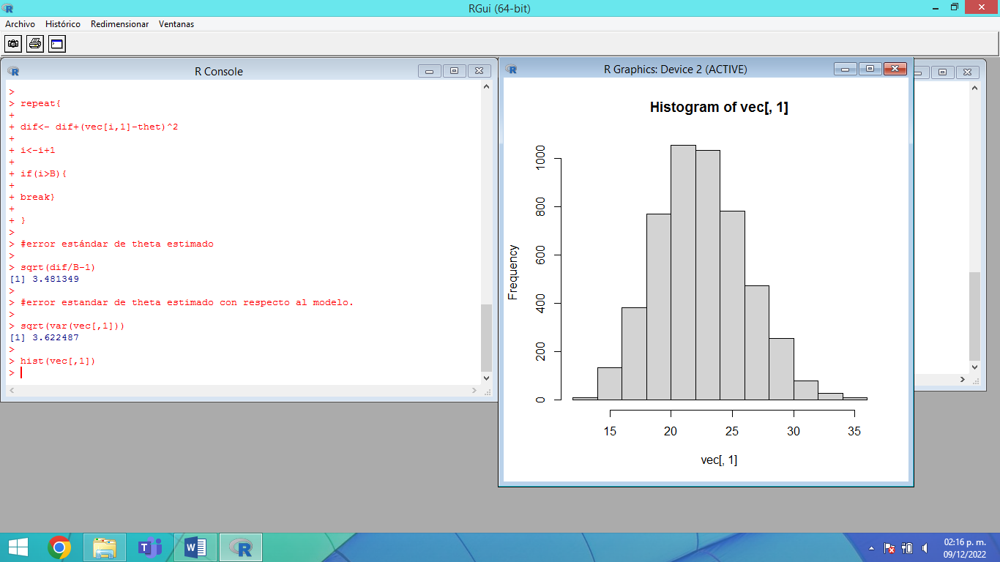 RGui (64-bit)
Archivo Histórico Redimensionar Ventanas
R Console
>
> repeat{
+
+ dif<- dif+(vec[i,1]-thet)^2
+
+ i<-i+1
+
+ if(i>B){
+
+ break}
+
+ }
>
> #error estándar de theta estimado
>
> sqrt(dif/B-1)
[1] 3.481349
>
> #error estandar de theta estimado con respecto al modelo.
>
> sqrt(var(vec[,1]))
[1] 3.622487
>
> hist(vec[,1])
>
R Graphics: Device 2 (ACTIVE)
Histogram of vec[, 1]
Frequency
1000
800
600
400
200
0
15 20 25 30 35
vec[, 1]
02:16 p. m.
09/12/2022